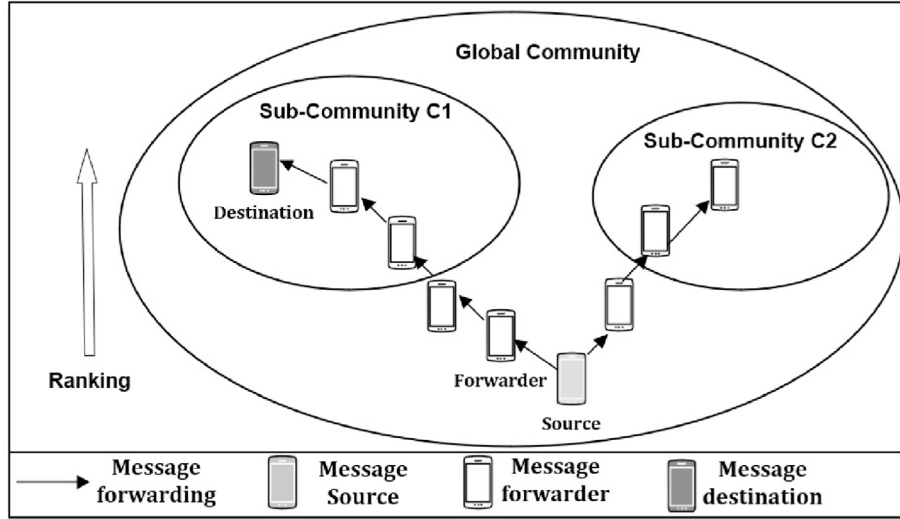 Global Community
Sub-Community C1
Sub-Community C2
Destination
Ranking
Forwarder
Source
Message
forwarding
Message
Source
Message
forwarder
Message
destination